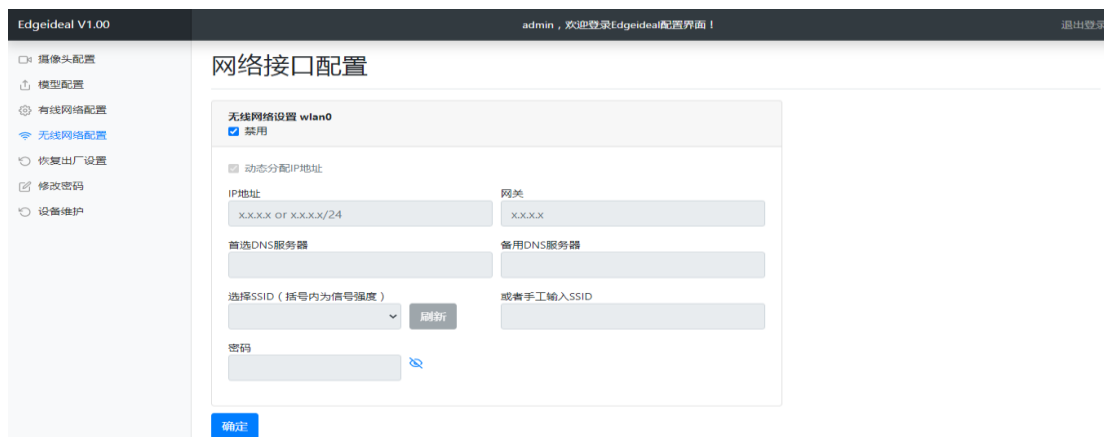 Edgeideal V1.00
admin，欢迎登录Edgeideal配置界面！
退出登录
摄像头配置
模型配置
有线网络配置
无线网络配置
恢复出厂设置
修改密码
设备维护
网络接口配置
无线网络设置 wlan0
禁用
动态分配IP地址
IP地址
网关
x.x.x.x or x.x.x.x/24
x.x.x.x
首选DNS服务器
备用DNS服务器
选择SSID（括号内为信号强度）
或者手工输入SSID
刷新
密码
确定